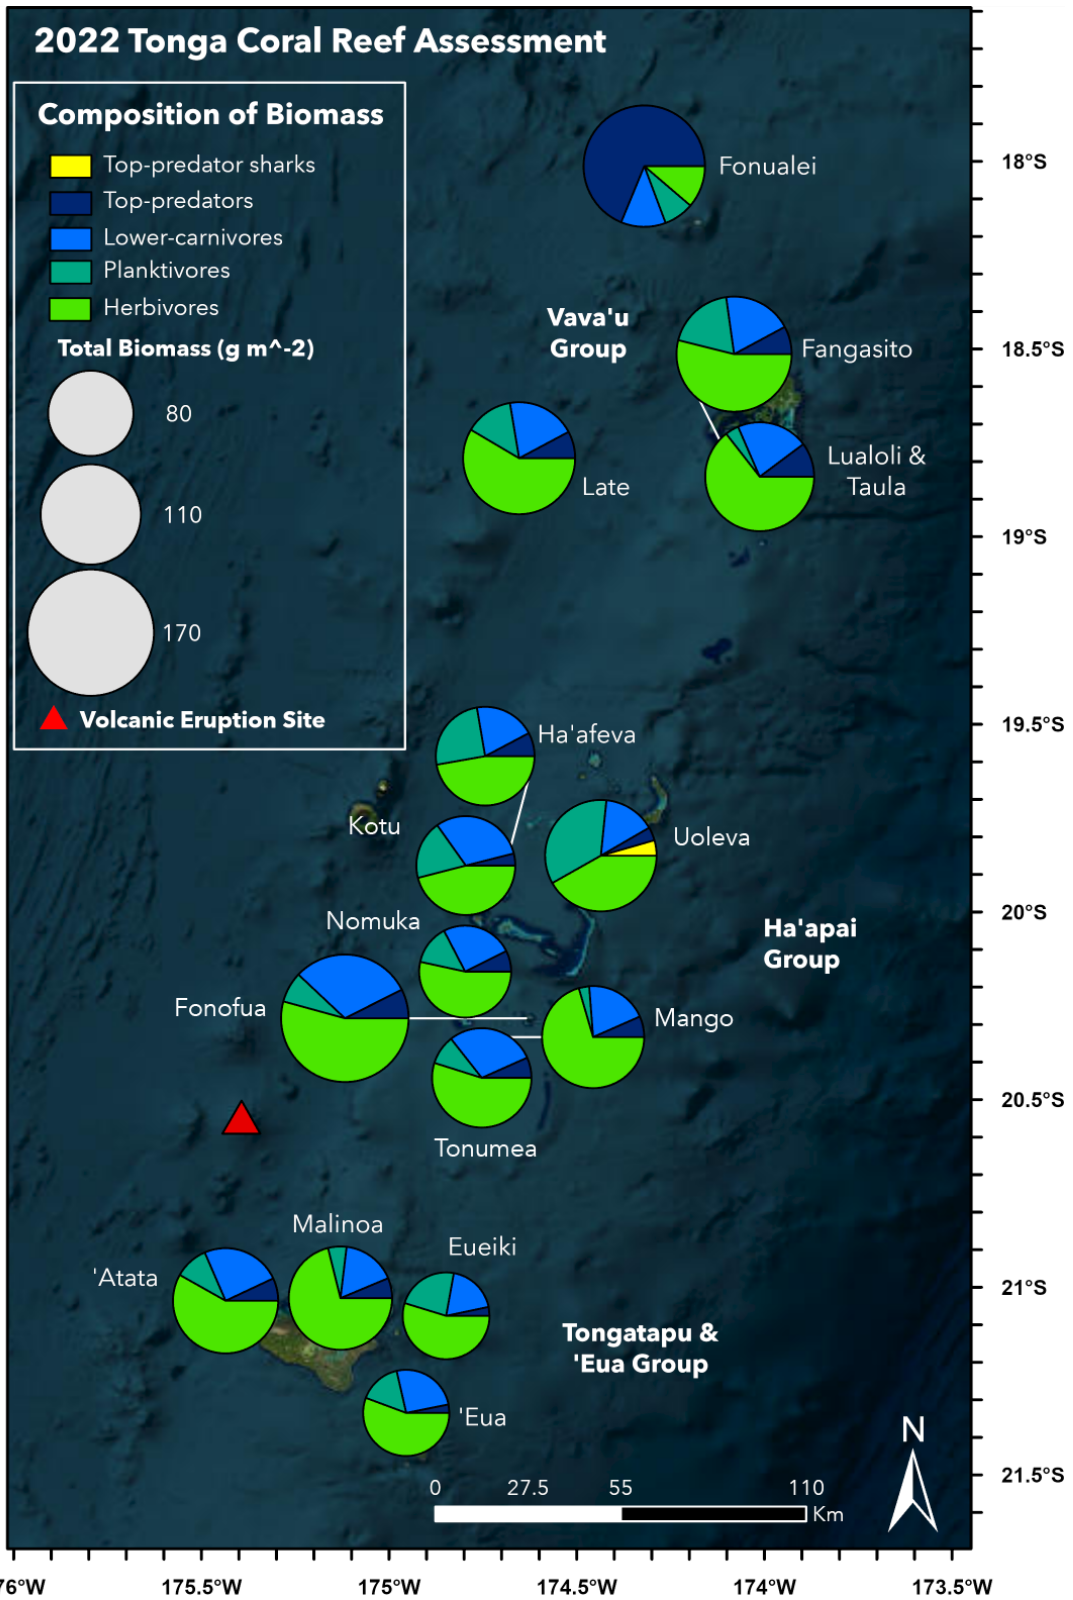 2022 Tonga Coral Reef Assessment
Composition of Biomass
Top-predator sharks
Top-predators
Lower-carnivores
Planktivores
Herbivores
Total Biomass (g m^-2)
80
110
170
Volcanic Eruption Site
Fonualei
Vava'u
Group
Fangasito
Late
Lualoli &
Taula
Ha'afeva
Kotu
Uoleva
Nomuka
Ha'apai
Group
Fonofua
Mango
Tonumea
Malinoa
Eueiki
'Atata
Tongatapu &
'Eua Group
'Eua
N
0 27.5 55 110
Km
18°S
18.5°S
19°S
19.5°S
20°S
20.5°S
21°S
21.5°S
76°W 175.5°W 175°W 174.5°W 174°W 173.5°W